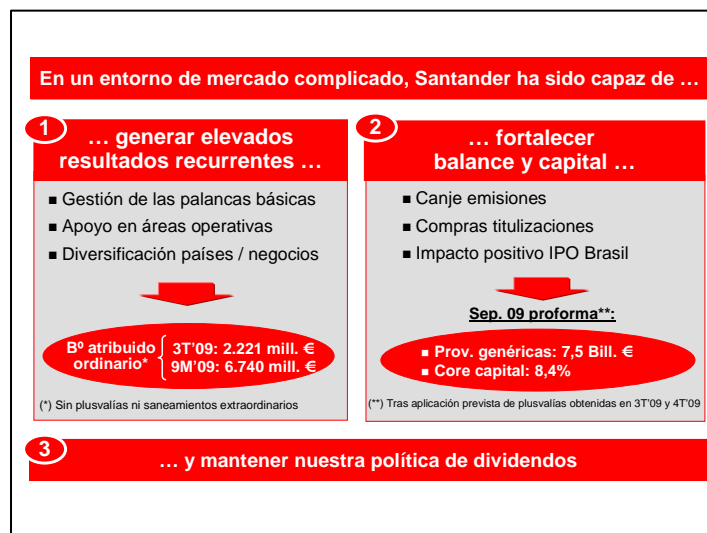 En un entorno de mercado complicado, Santander ha sido capaz de …
1
… generar elevados
resultados recurrentes …
■ Gestión de las palancas básicas
■ Apoyo en áreas operativas
■ Diversificación países / negocios
Bº atribuido
ordinario*
3T'09: 2.221 mill. €
9M'09: 6.740 mill. €
(*) Sin plusvalías ni saneamientos extraordinarios
2
… fortalecer
balance y capital …
■ Canje emisiones
■ Compras titulizaciones
■ Impacto positivo IPO Brasil
Sep. 09 proforma**:
■ Prov. genéricas: 7,5 Bill. €
■ Core capital: 8,4%
(**) Tras aplicación prevista de plusvalías obtenidas en 3T'09 y 4T'09
3
… y mantener nuestra política de dividendos